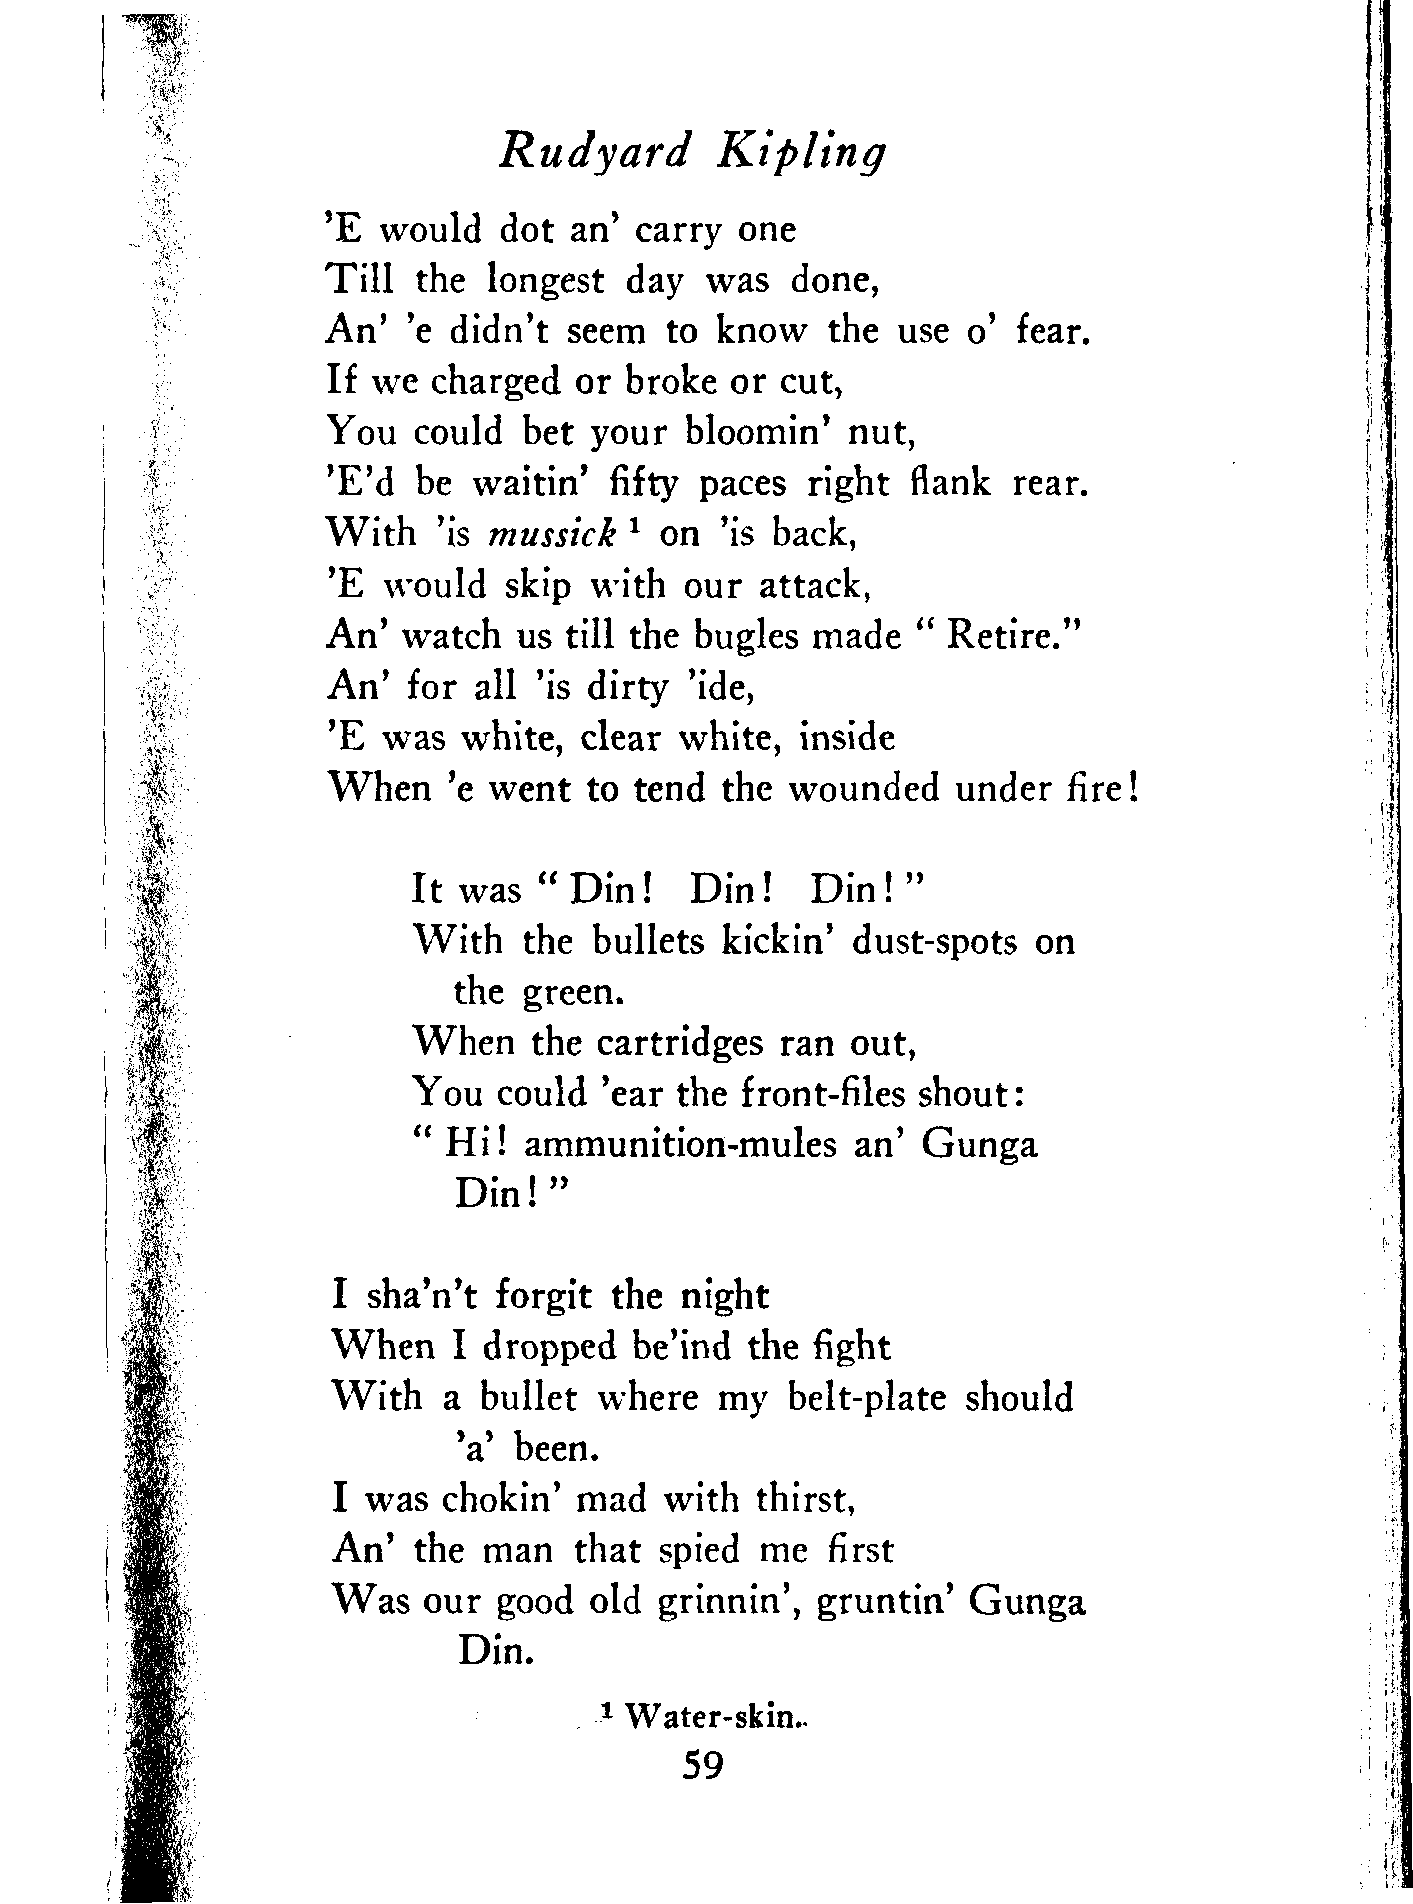 Rudyard Kipling
'E would dot an' carry one
Till the longest day was done,
An' 'e didn't seem to know the use o' fear.
If we charged or broke or cut,
You could bet your bloomin' nut,
'E'd be waitin' fifty paces right flank rear.
With 'is mussick ¹ on 'is back,
'E would skip with our attack,
An' watch us till the bugles made “ Retire.”
An' for all 'is dirty 'ide,
'E was white, clear white, inside
When 'e went to tend the wounded under fire!
It was “ Din! Din! Din! ”
With the bullets kickin' dust-spots on
the green.
When the cartridges ran out,
You could 'ear the front-files shout:
“ Hi! ammunition-mules an' Gunga
Din! ”
I sha'n't forgit the night
When I dropped be'ind the fight
With a bullet where my belt-plate should
'a' been.
I was chokin' mad with thirst,
An' the man that spied me first
Was our good old grinnin', gruntin' Gunga
Din.
¹ Water-skin.
59